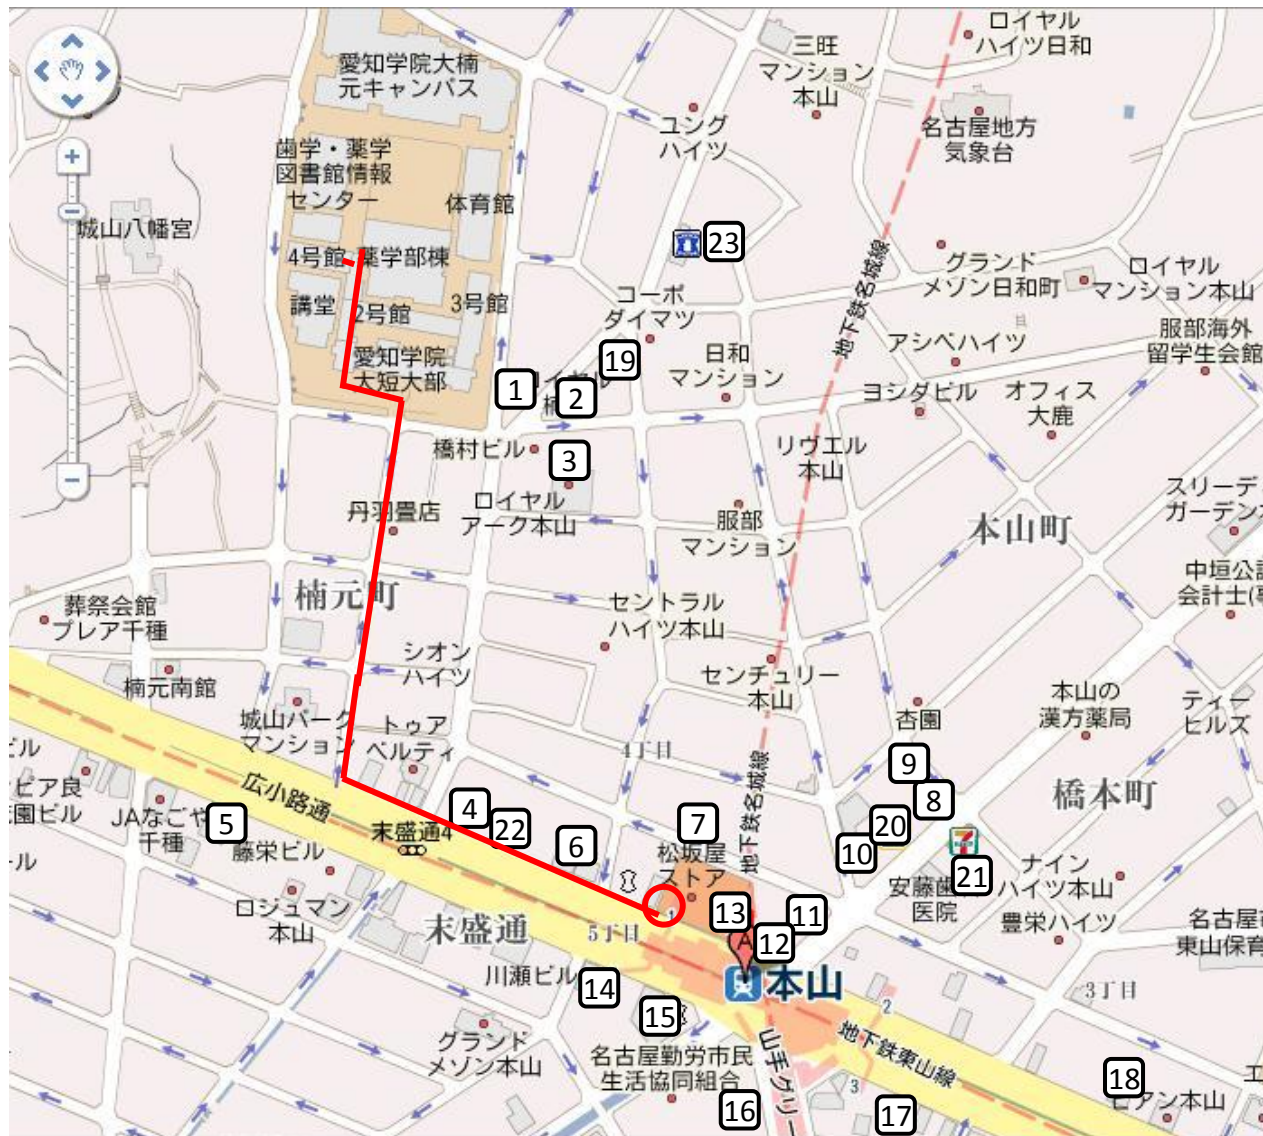 ロイヤル
ハイツ日和
三旺
マンション
本山
愛知学院大楠
元キャンパス
ユング
ハイツ
名古屋地方
気象台
歯学・薬学
図書館情報
センター
体育館
城山八幡宮
23
4号館
薬学部棟
地下鉄名城線
グランド
メゾン日和町
ロイヤル
マンション本山
講堂
2号館
3号館
コーポ
ダイマツ
服部海外
留学生会館
アシベハイツ
愛知学院
大短大部
19
日和
マンション
1
2
ヨシダビル
オフィス
大鹿
橋村ビル
3
リヴエル
本山
丹羽畳店
ロイヤル
アーク本山
服部
マンション
本山町
スリーデ
ガーデン
楠元町
葬祭会館
プレア千種
セントラル
ハイツ本山
中垣公認
会計士
シオン
ハイツ
センチュリー
本山
楠元南館
本山の
漢方薬局
ティー
ヒルズ
杏園
城山パーク
マンション
トゥア
ベルティ
4丁目
地下鉄名城線
9
8
橋本町
ビル
ピア良
園ビル
JAなごや
千種
5
広小路通
4
22
末盛通4
6
7
20
10
藤栄ビル
松坂屋
ストア
21
安藤歯
医院
ナイン
ハイツ本山
ール
ロジュマン
本山
末盛通
1
5丁目
13
11
12
A
豊栄ハイツ
名古屋市
東山保育
川瀬ビル
14
本山
3丁目
15
2
グランド
メゾン本山
名古屋勤労市民
生活協同組合
山手グリー
地下鉄東山線
3
16
17
18
ビアン本山
エ